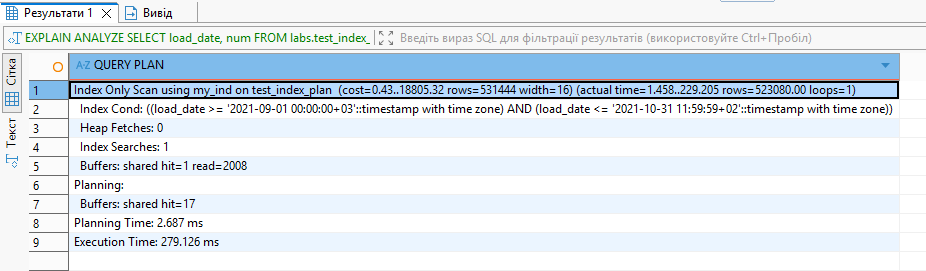 Результати 1
Вивід
EXPLAIN ANALYZE SELECT load_date, num FROM labs.test_index_
Введіть вираз SQL для фільтрації результатів (використовуйте Ctrl+Пробіл)
Сітка
Текст
A-Z QUERY PLAN
1 Index Only Scan using my_ind on test_index_plan (cost=0.43..18805.32 rows=531444 width=16) (actual time=1.458..229.205 rows=523080.00 loops=1)
2 Index Cond: ((load_date >= '2021-09-01 00:00:00+03'::timestamp with time zone) AND (load_date <= '2021-10-31 11:59:59+02'::timestamp with time zone))
3 Heap Fetches: 0
4 Index Searches: 1
5 Buffers: shared hit=1 read=2008
6 Planning:
7 Buffers: shared hit=17
8 Planning Time: 2.687 ms
9 Execution Time: 279.126 ms